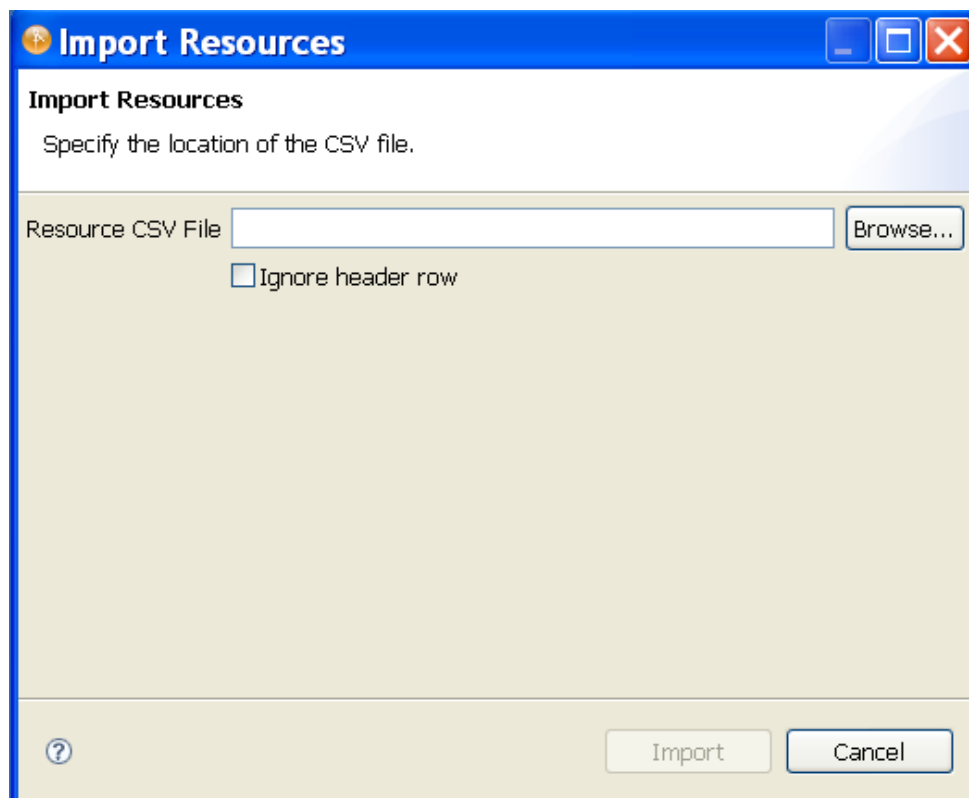 Import Resources
Import Resources
Specify the location of the CSV file.
Resource CSV File
Browse...
Ignore header row
?
Import
Cancel